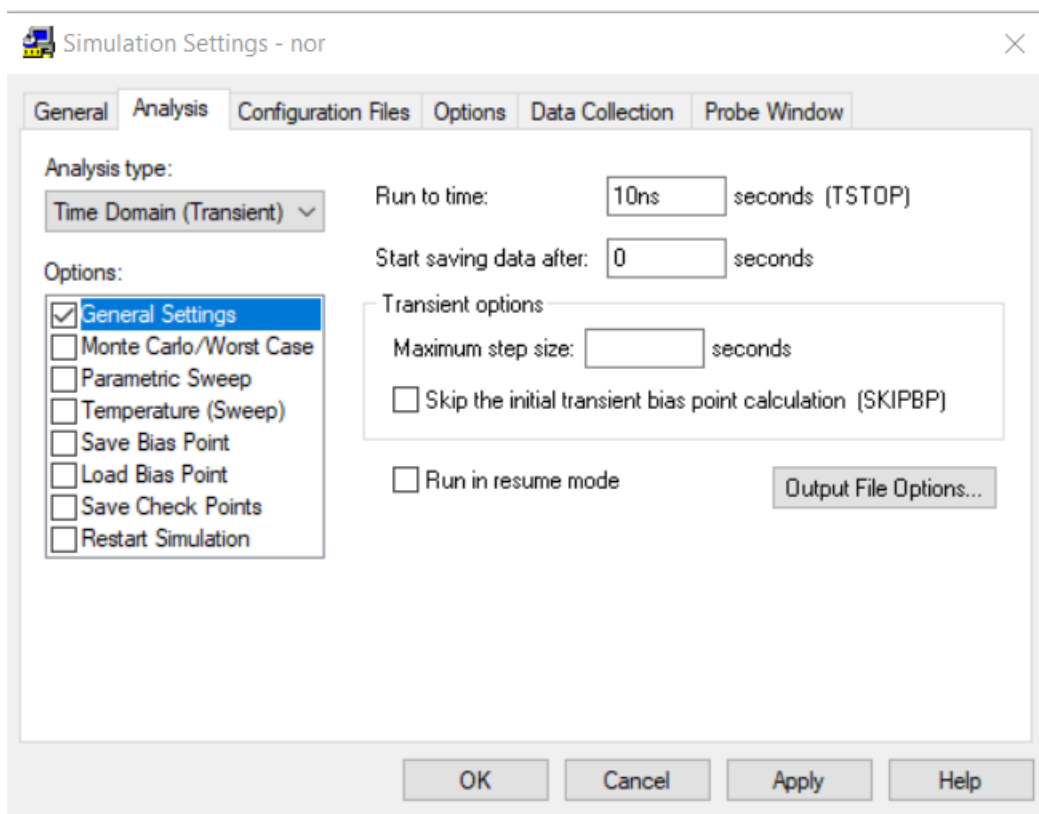 Simulation Settings - nor
General Analysis Configuration Files Options Data Collection Probe Window
Analysis type:
Time Domain (Transient)
Options:
General Settings
Monte Carlo/Worst Case
Parametric Sweep
Temperature (Sweep)
Save Bias Point
Load Bias Point
Save Check Points
Restart Simulation
Run to time: 10ns seconds (TSTOP)
Start saving data after: 0 seconds
Transient options
Maximum step size: seconds
Skip the initial transient bias point calculation (SKIPBP)
Run in resume mode
Output File Options...
OK Cancel Apply Help